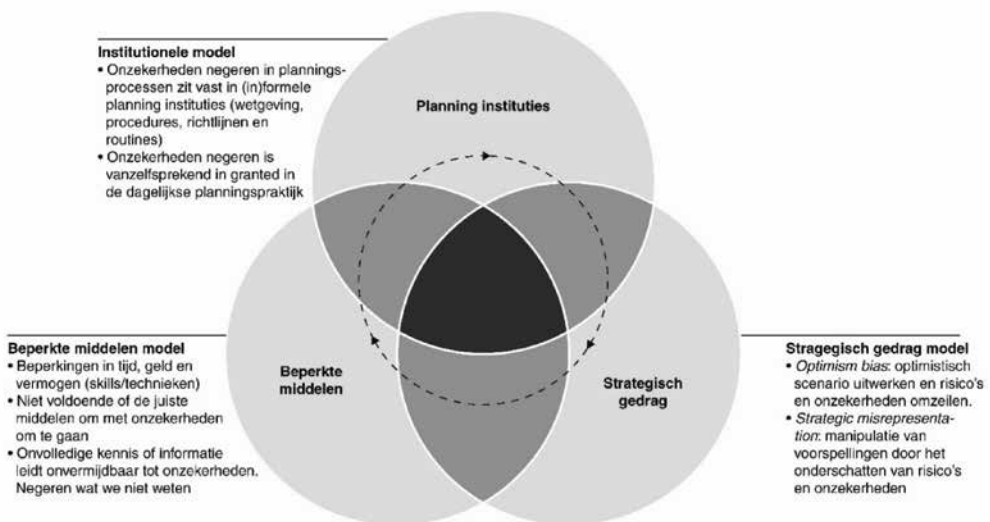 Institutionele model
• Onzekerheden negeren in plannings-
processen zit vast in (in)formele
planning instituties (wetgeving,
procedures, richtlijnen en
routines)
• Onzekerheden negeren is
vanzelfsprekend in granted in
de dagelijkse planningspraktijk
Planning instituties
Beperkte middelen model
• Beperkingen in tijd, geld en
vermogen (skills/technieken)
• Niet voldoende of de juiste
middelen om met onzekerheden
om te gaan
• Onvolledige kennis of informatie
leidt onvermijdbaar tot onzekerheden.
Negeren wat we niet weten
Beperkte
middelen
Strategisch
gedrag
Stragegisch gedrag model
• Optimism bias: optimistisch
scenario uitwerken en risico's
en onzekerheden omzeilen.
• Strategic misrepresenta-
tion: manipulatie van
voorspellingen door het
onderschatten van risico's
en onzekerheden